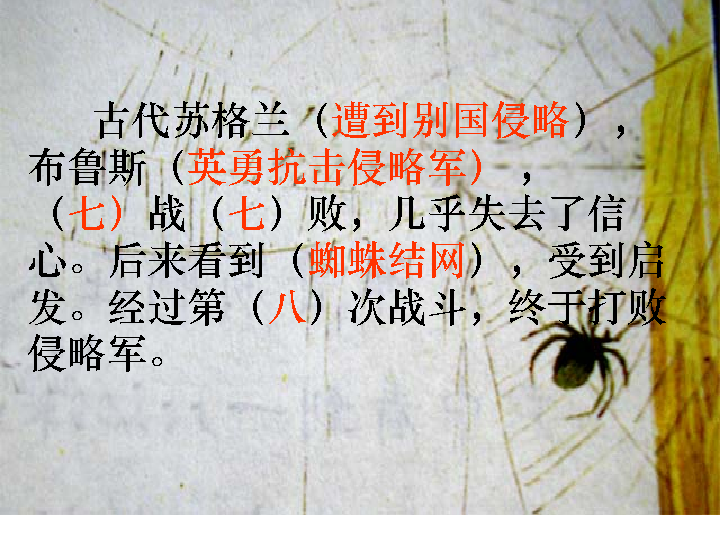 古代苏格兰（遭到别国侵略），
布鲁斯（英勇抗击侵略军），
（七）战（七）败，几乎失去了信
心。后来看到（蜘蛛结网），受到启
发。经过第（八）次战斗，终于打败
侵略军。